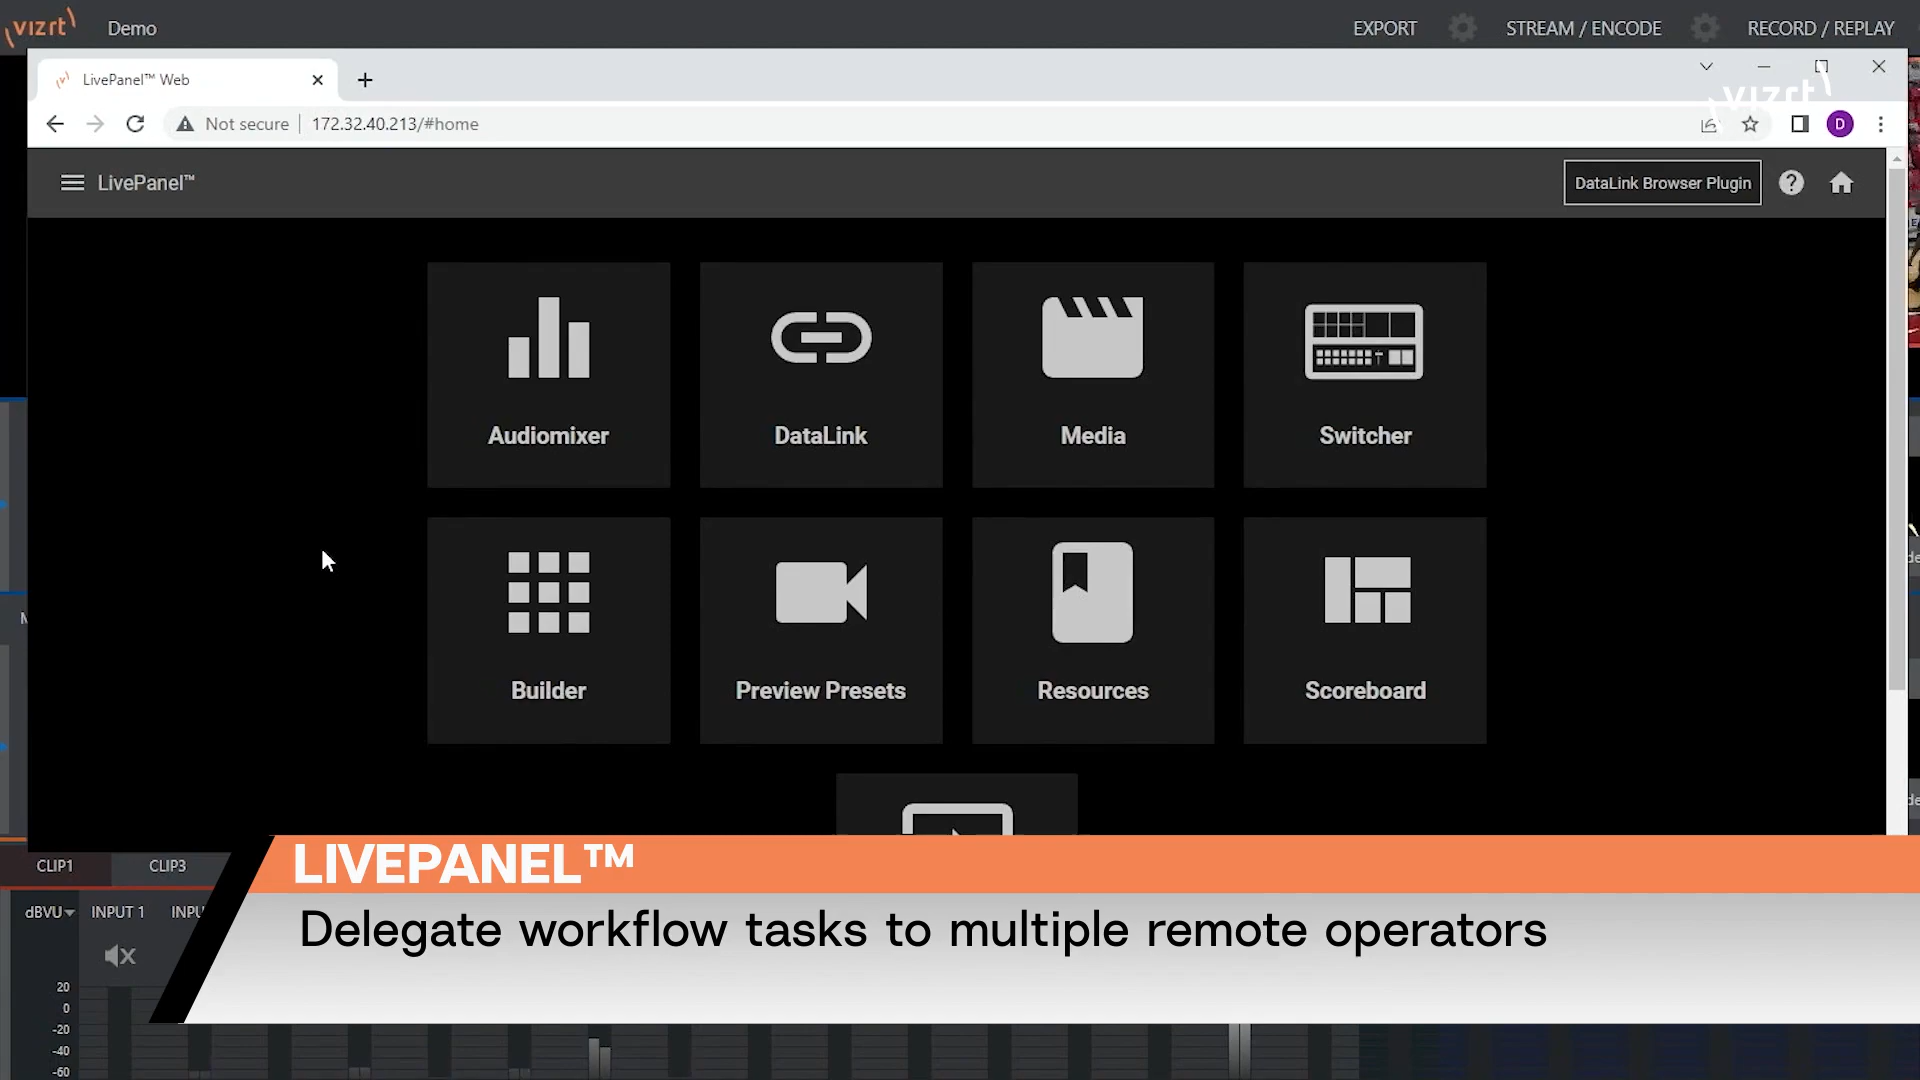 vizrt Demo EXPORT STREAM / ENCODE RECORD / REPLAY
LivePanel™ Web
vizrt
Not secure 172.32.40.213/#home D
LivePanel™ DataLink Browser Plugin ?
Audiomixer DataLink Media Switcher
Builder Preview Presets Resources Scoreboard
LIVEPANEL™
CLIP1 CLIP3
dBVU INPUT 1 INPU
Delegate workflow tasks to multiple remote operators
20
0
-20
-40
-60